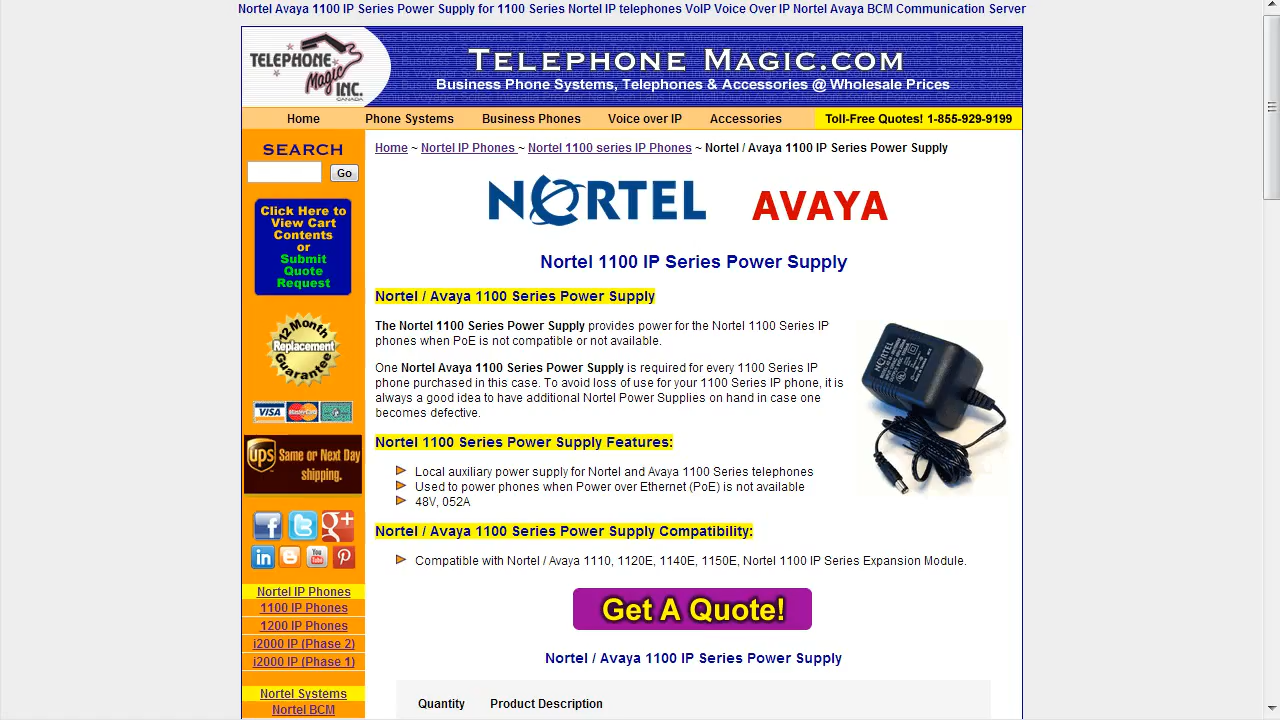 Nortel Avaya 1100 IP Series Power Supply for 1100 Series Nortel IP telephones VoIP Voice Over IP Nortel Avaya BCM Communication Server
TELEPHONE Magic INC. CANADA
TELEPHONE MAGIC.COM
Business Phone Systems, Telephones & Accessories @ Wholesale Prices
Home Phone Systems Business Phones Voice over IP Accessories Toll-Free Quotes! 1-855-929-9199
SEARCH
Go
Click Here to
View Cart
Contents
or
Submit
Quote
Request
12 Month
Replacement
Guarantee
VISA MasterCard
ups Same or Next Day
shipping.
Nortel IP Phones
1100 IP Phones
1200 IP Phones
i2000 IP (Phase 2)
i2000 IP (Phase 1)
Nortel Systems
Nortel BCM
Home ~ Nortel IP Phones ~ Nortel 1100 series IP Phones ~ Nortel / Avaya 1100 IP Series Power Supply
NORTEL AVAYA
Nortel 1100 IP Series Power Supply
Nortel / Avaya 1100 Series Power Supply
The Nortel 1100 Series Power Supply provides power for the Nortel 1100 Series IP
phones when PoE is not compatible or not available.
One Nortel Avaya 1100 Series Power Supply is required for every 1100 Series IP
phone purchased in this case. To avoid loss of use for your 1100 Series IP phone, it is
always a good idea to have additional Nortel Power Supplies on hand in case one
becomes defective.
NORTEL
Nortel 1100 Series Power Supply Features:
Local auxiliary power supply for Nortel and Avaya 1100 Series telephones
Used to power phones when Power over Ethernet (PoE) is not available
48V, 052A
Nortel / Avaya 1100 Series Power Supply Compatibility:
Compatible with Nortel / Avaya 1110, 1120E, 1140E, 1150E, Nortel 1100 IP Series Expansion Module.
Get A Quote!
Nortel / Avaya 1100 IP Series Power Supply
Quantity Product Description